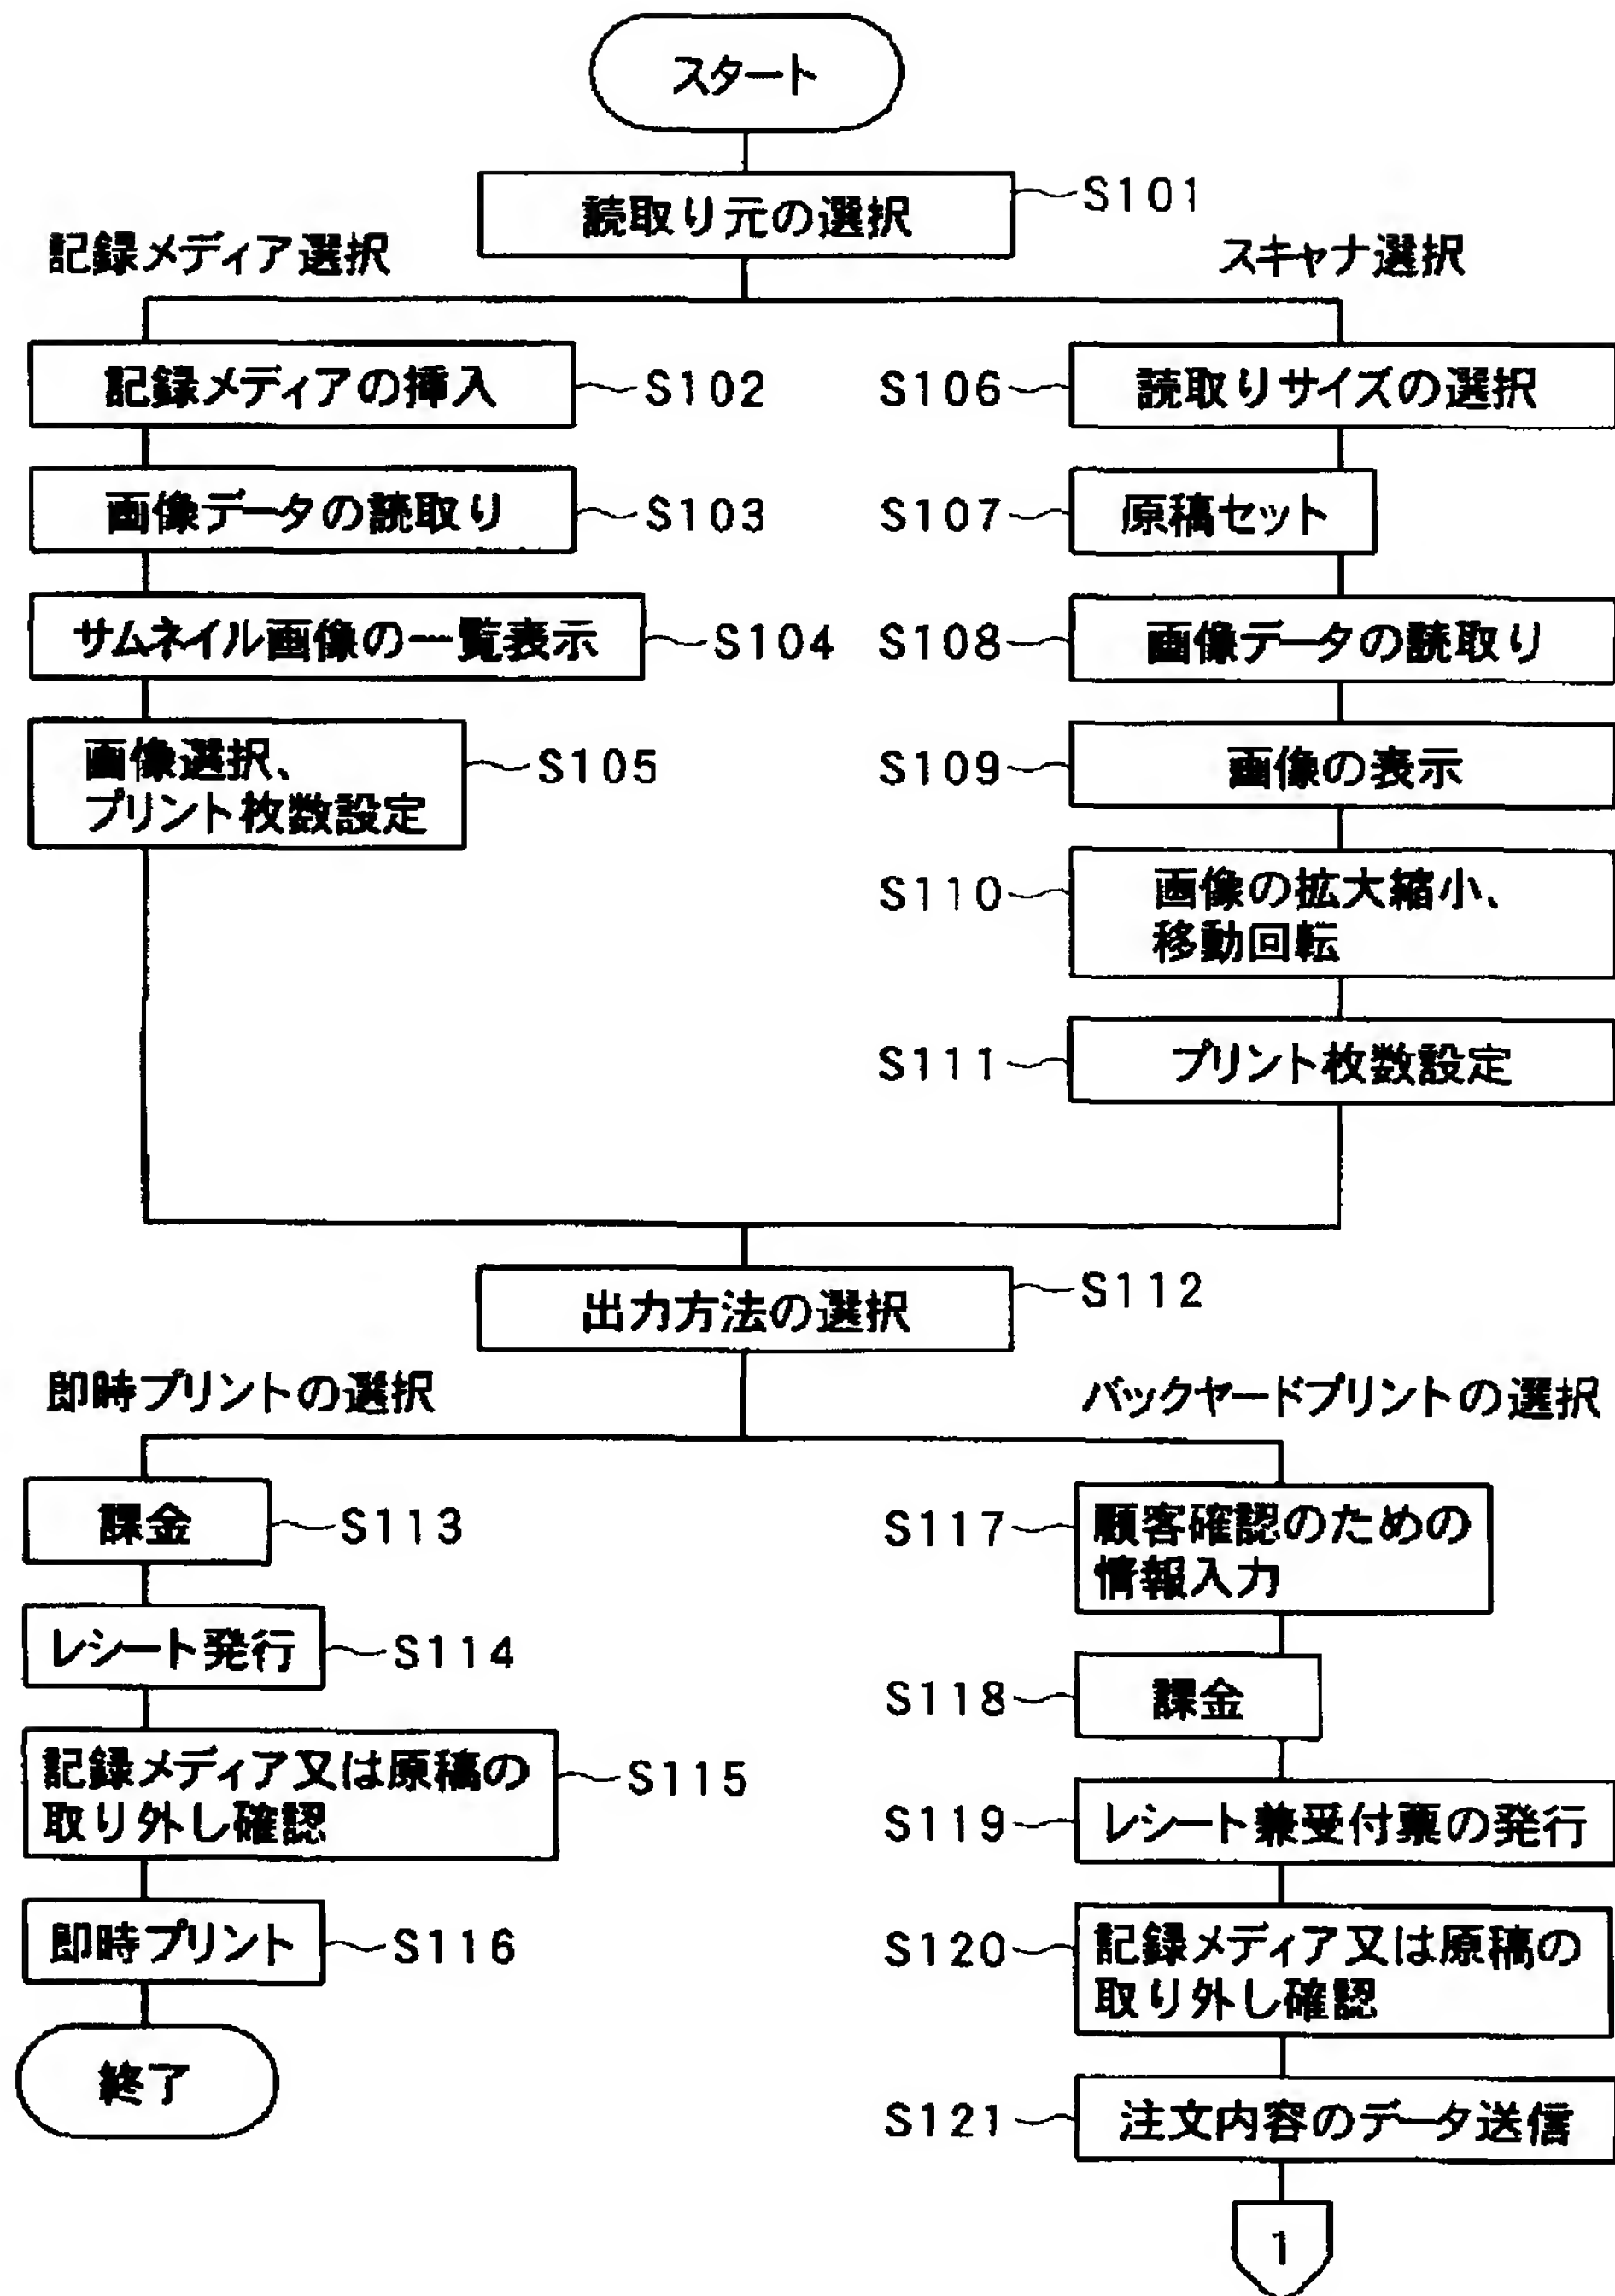 スタート
読取り元の選択
S101
記録メディア選択
スキャナ選択
記録メディアの挿入
S102
画像データの読取り
S103
サムネイル画像の一覧表示
S104
画像選択、
プリント枚数設定
S105
S106
読取りサイズの選択
S107
原稿セット
S108
画像データの読取り
S109
画像の表示
S110
画像の拡大縮小、
移動回転
S111
プリント枚数設定
出力方法の選択
S112
即時プリントの選択
バックヤードプリントの選択
課金
S113
レシート発行
S114
記録メディア又は原稿の
取り外し確認
S115
即時プリント
S116
終了
S117
顧客確認のための
情報入力
S118
課金
S119
レシート兼受付票の発行
S120
記録メディア又は原稿の
取り外し確認
S121
注文内容のデータ送信
1